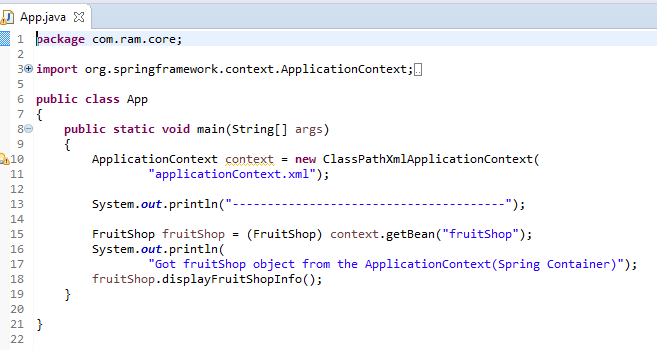 App.java
1 package com.ram.core;
2
3 import org.springframework.context.ApplicationContext;
5
6 public class App
7 {
8 public static void main(String[] args)
9 {
10 ApplicationContext context = new ClassPathXmlApplicationContext(
11 "applicationContext.xml");
12
13 System.out.println("---------------------------------------");
14
15 FruitShop fruitShop = (FruitShop) context.getBean("fruitShop");
16 System.out.println(
17 "Got fruitShop object from the ApplicationContext(Spring Container)");
18 fruitShop.displayFruitShopInfo();
19 }
20
21 }
22